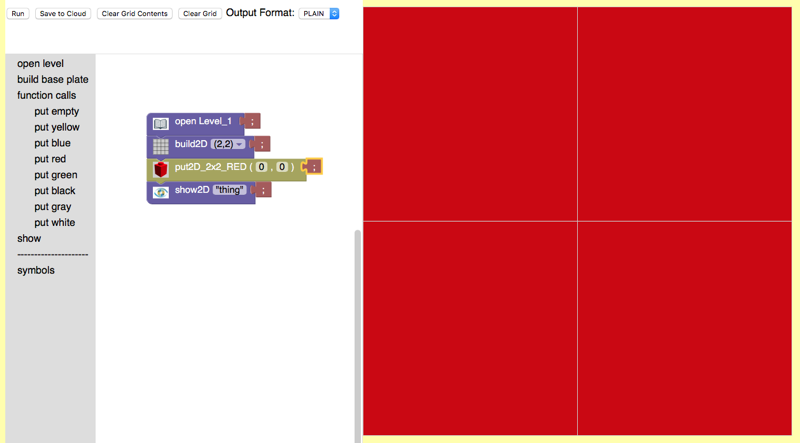 Run Save to Cloud Clear Grid Contents Clear Grid Output Format: PLAIN
open level
build base plate
function calls
put empty
put yellow
put blue
put red
put green
put black
put gray
put white
show
---------------------
symbols
open Level_1 ;
build2D (2,2) ;
put2D_2x2_RED ( 0 , 0 ) ;
show2D "thing" ;